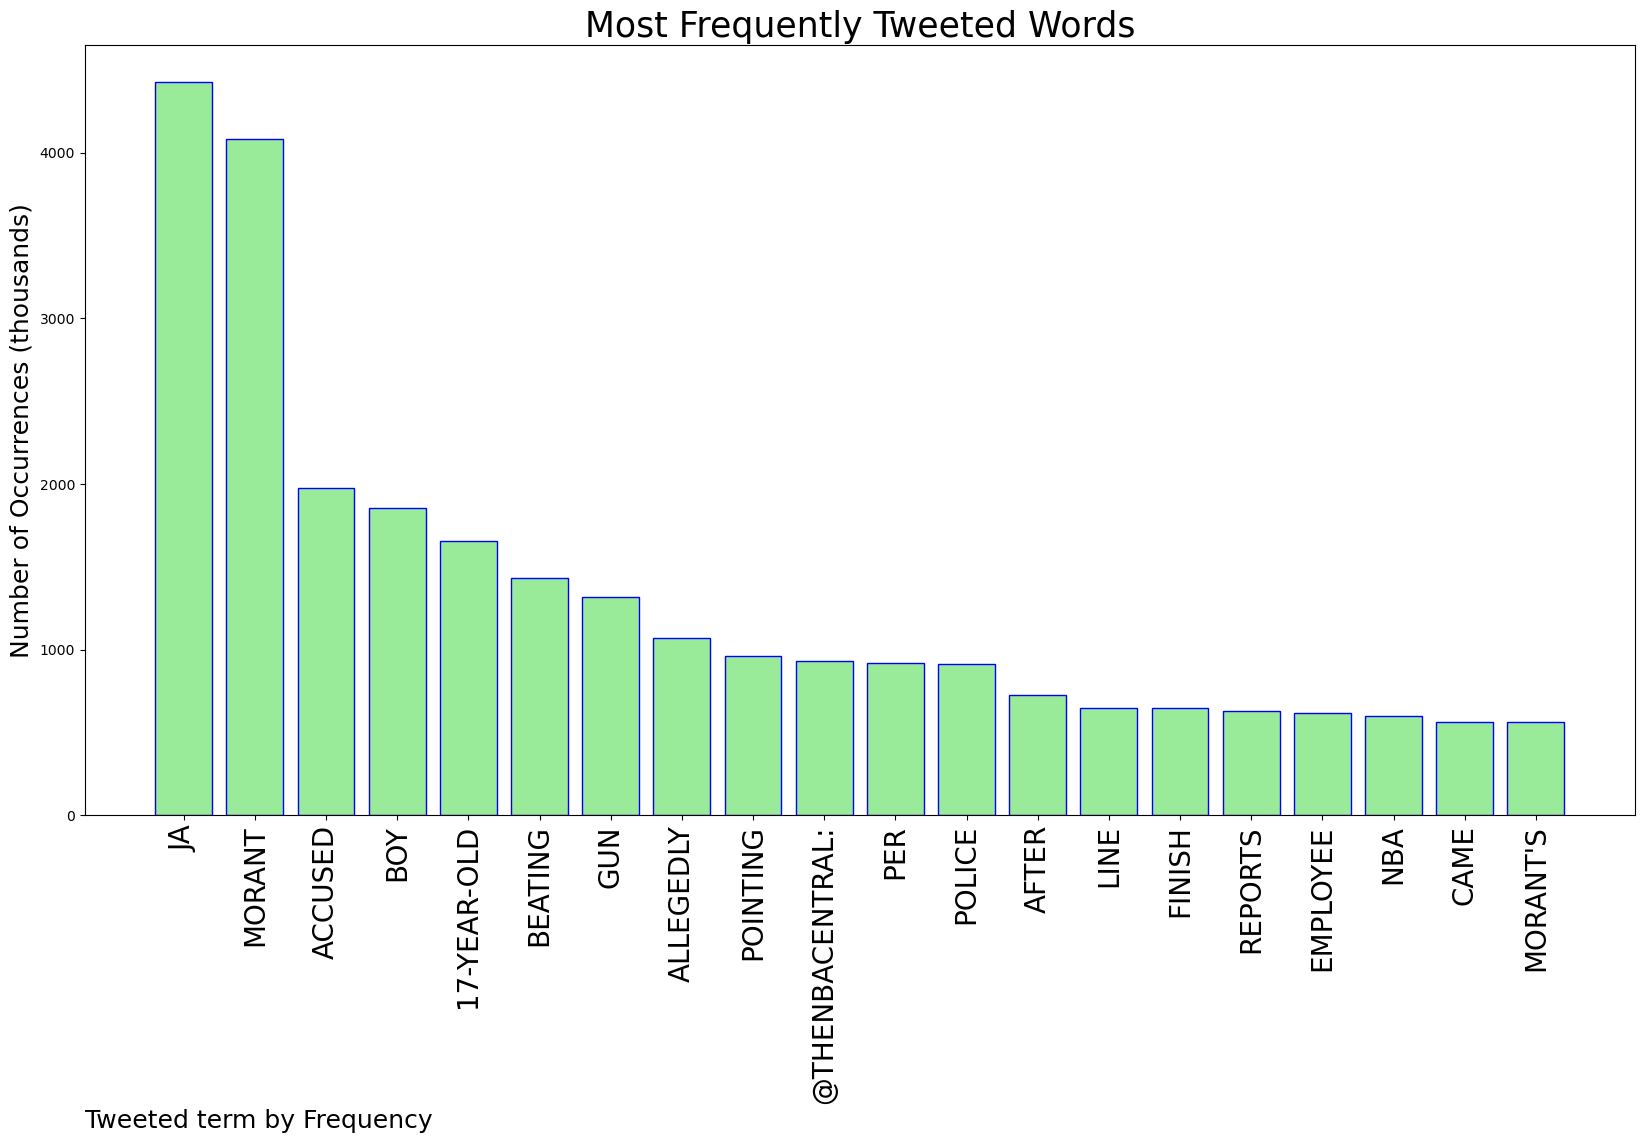 Most Frequently Tweeted Words
Number of Occurrences (thousands)
4000
3000
2000
1000
0
JA
MORANT
ACCUSED
BOY
17-YEAR-OLD
BEATING
GUN
ALLEGEDLY
POINTING
@THENBACENTRAL:
PER
POLICE
AFTER
LINE
FINISH
REPORTS
EMPLOYEE
NBA
CAME
MORANT'S
Tweeted term by Frequency